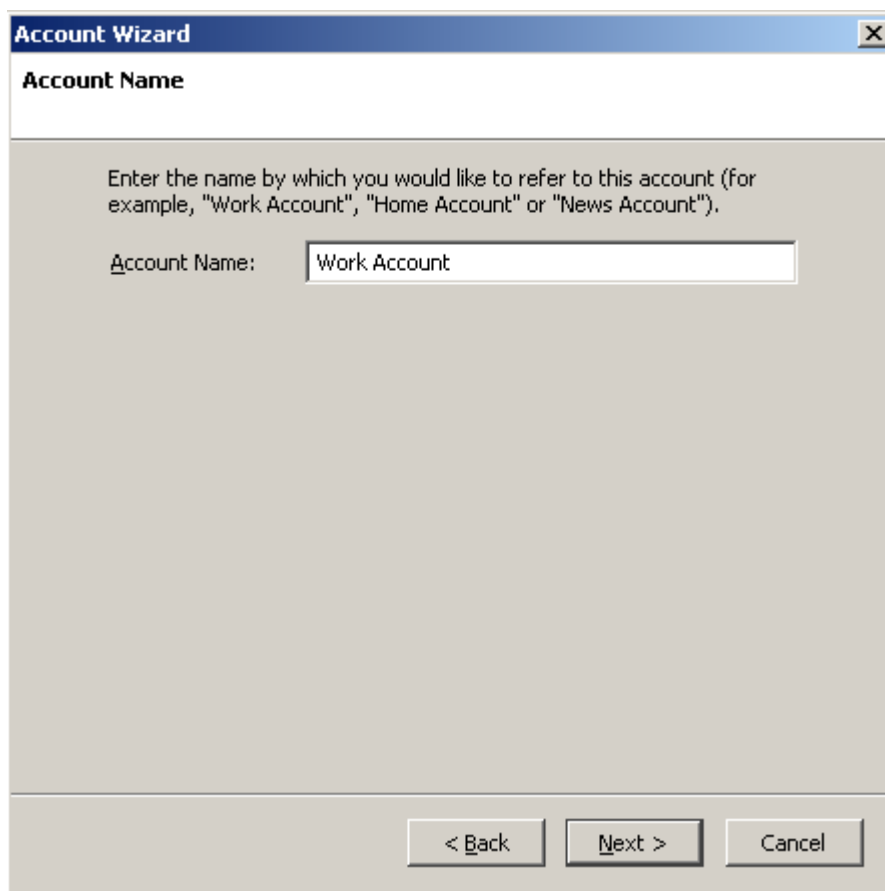 Account Wizard
Account Name
Enter the name by which you would like to refer to this account (for
example, "Work Account", "Home Account" or "News Account").
Account Name: Work Account
< Back Next > Cancel